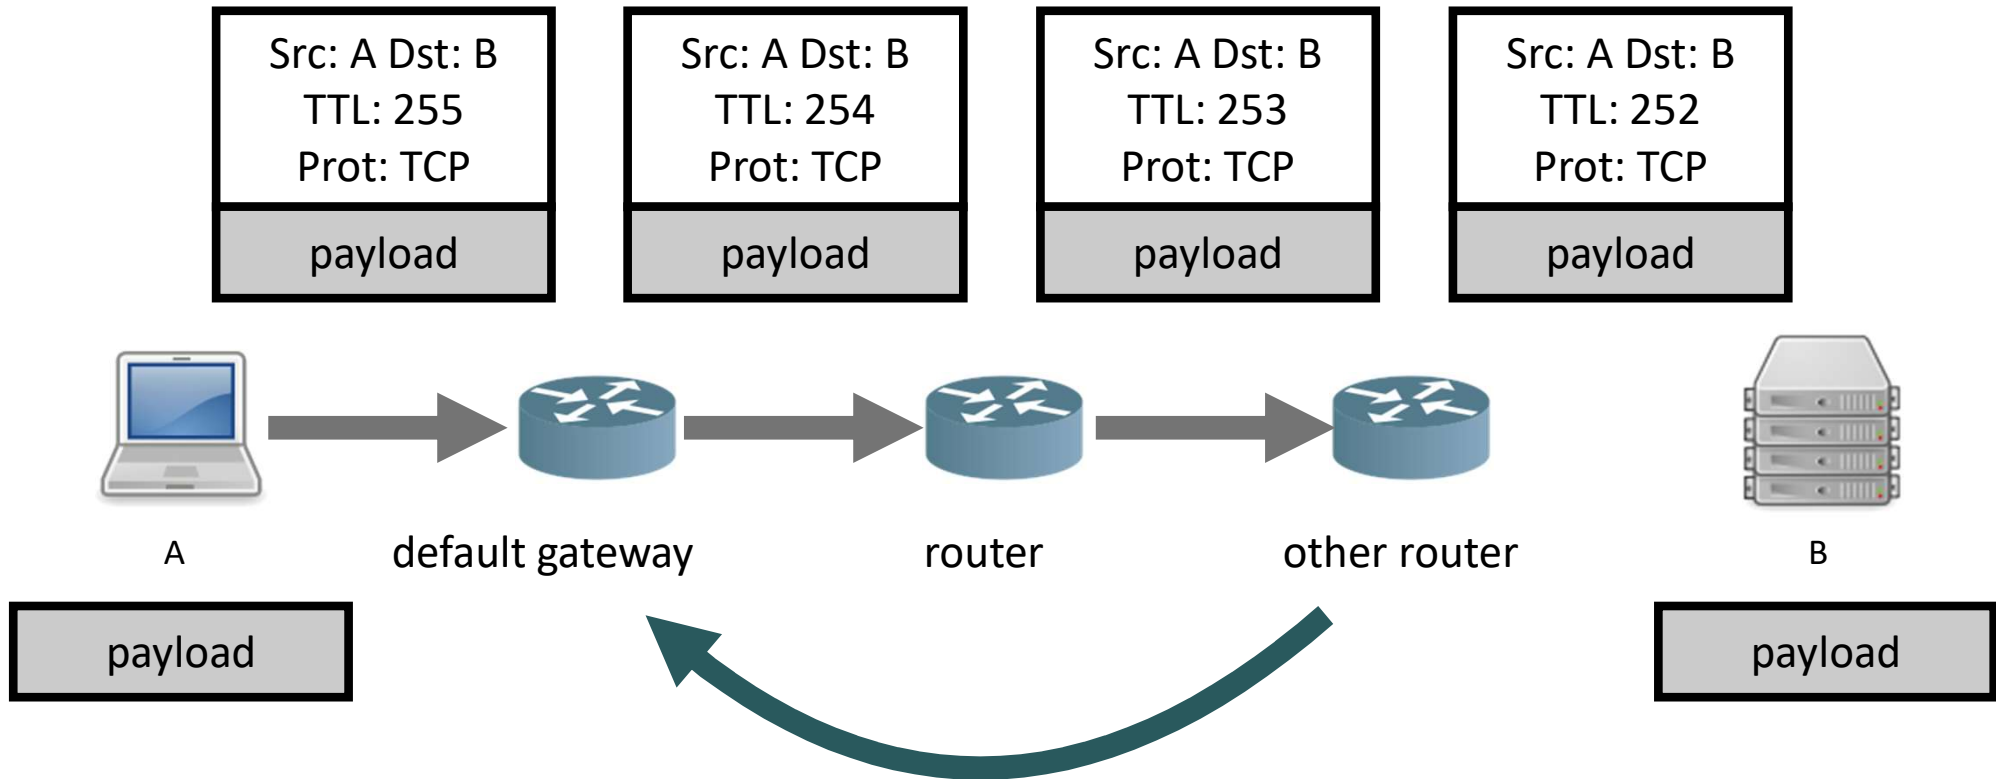 Src: A Dst: B
TTL: 255
Prot: TCP
payload
Src: A Dst: B
TTL: 254
Prot: TCP
payload
Src: A Dst: B
TTL: 253
Prot: TCP
payload
Src: A Dst: B
TTL: 252
Prot: TCP
payload
A
default gateway
router
other router
B
payload
payload